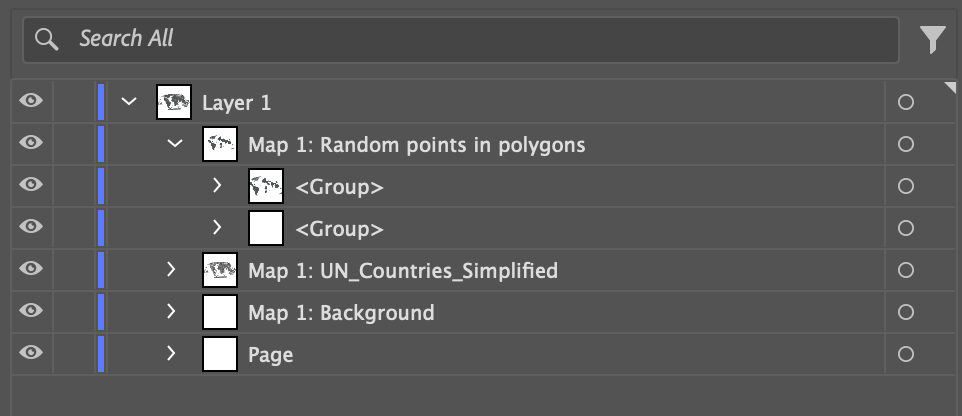 Search All
Layer 1
Map 1: Random points in polygons
<Group>
<Group>
Map 1: UN_Countries_Simplified
Map 1: Background
Page